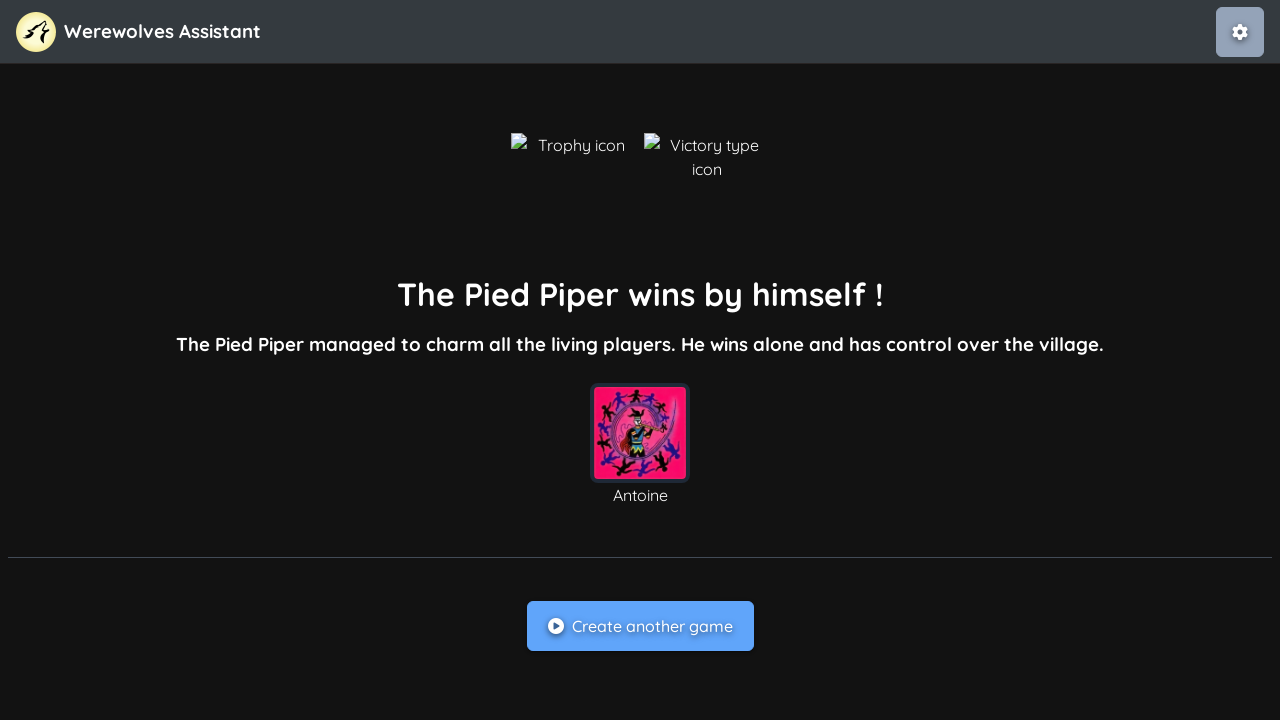 Werewolves Assistant
Trophy icon
Victory type
icon
The Pied Piper wins by himself !
The Pied Piper managed to charm all the living players. He wins alone and has control over the village.
Antoine
Create another game